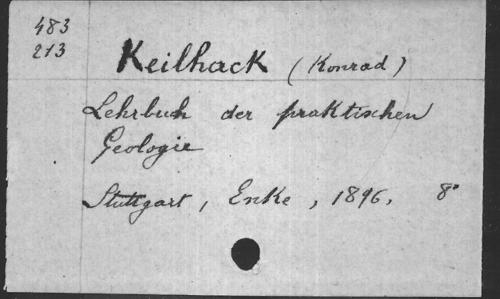 483
213
Keilhack (Konrad)
Lehrbuch der praktischen
Geologie
Stuttgart, Enke, 1896, 8°